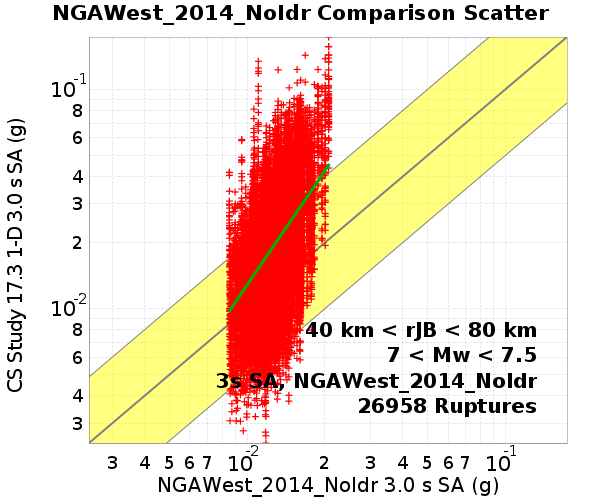 NGAWest_2014_NoIdr Comparison Scatter
CS Study 17.3 1-D 3.0 s SA (g)
10-1
8
6
4
3
2
10-2
8
6
4
3
40 km < rJB < 80 km
7 < Mw < 7.5
3s SA, NGAWest_2014_NoIdr
26958 Ruptures
3 4 5 6 7 10-2 2 3 4 5 6 7 10-1
NGAWest_2014_NoIdr 3.0 s SA (g)